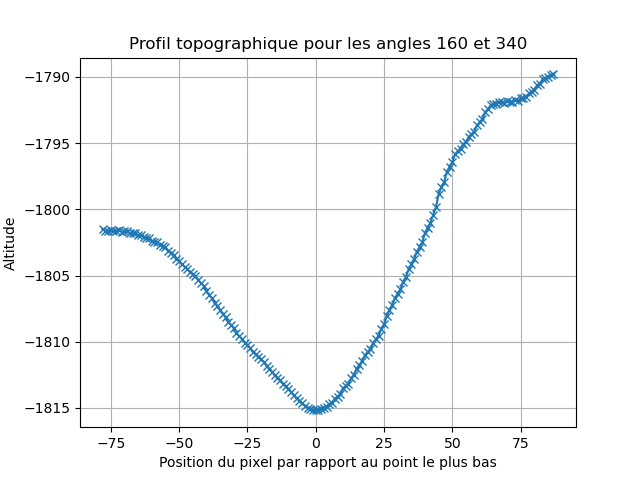 Profil topographique pour les angles 160 et 340
Altitude
−1790
−1795
−1800
−1805
−1810
−1815
−75 −50 −25 0 25 50 75
Position du pixel par rapport au point le plus bas